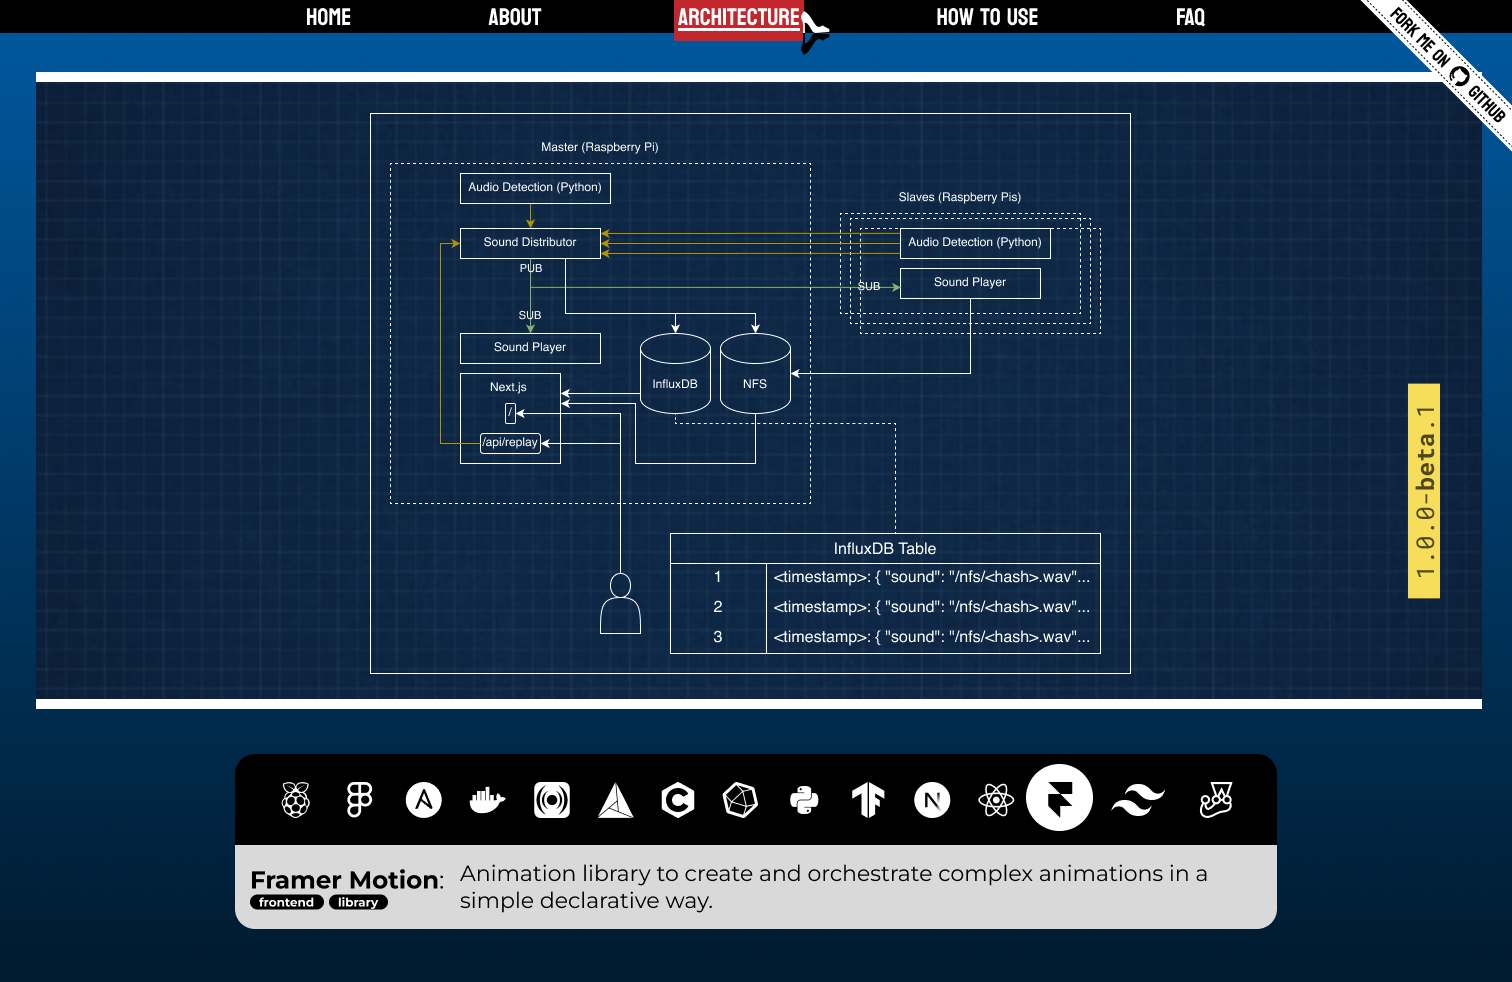 HOME
ABOUT
ARCHITECTURE
HOW TO USE
FAQ
FORK ME ON GITHUB
Master (Raspberry Pi)
Audio Detection (Python)
Slaves (Raspberry Pis)
Sound Distributor
Audio Detection (Python)
PUB
SUB
Sound Player
SUB
Sound Player
InfluxDB
NFS
Next.js
/
/api/replay
1.0.0-beta.1
InfluxDB Table
1 <timestamp>: { "sound": "/nfs/<hash>.wav"...
2 <timestamp>: { "sound": "/nfs/<hash>.wav"...
3 <timestamp>: { "sound": "/nfs/<hash>.wav"...
Framer Motion:
frontend
library
Animation library to create and orchestrate complex animations in a
simple declarative way.